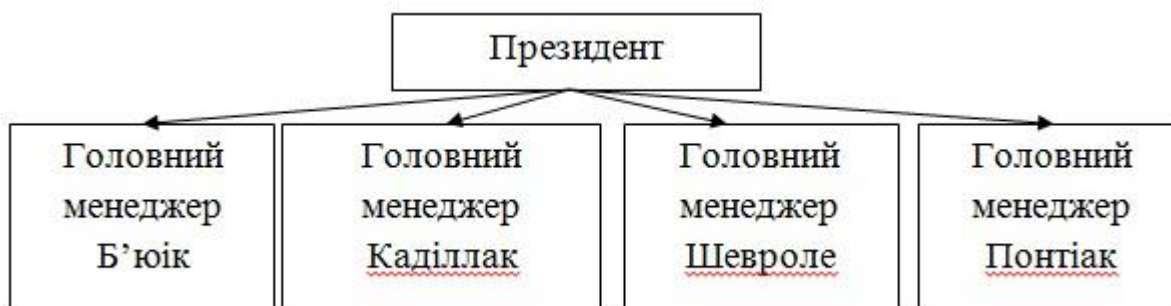 Президент
Головний
менеджер
Б’юік
Головний
менеджер
Каділлак
Головний
менеджер
Шевроле
Головний
менеджер
Понтіак